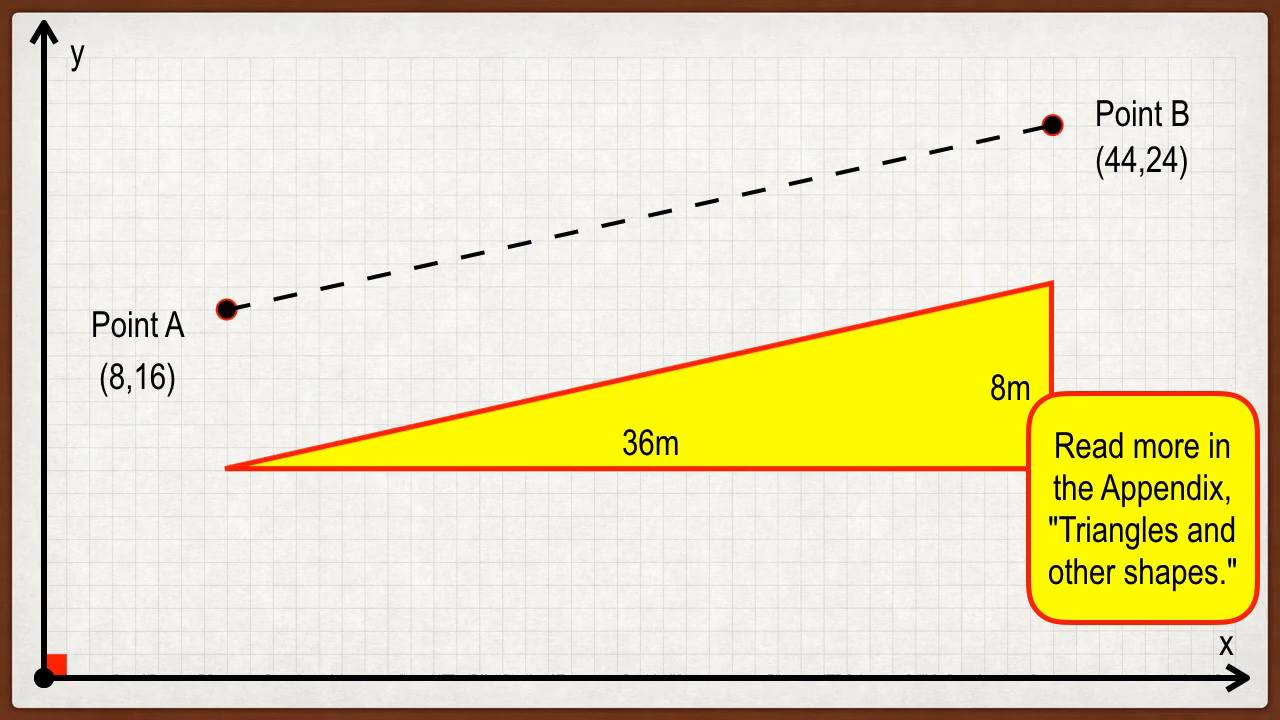 y
Point B
(44,24)
Point A
(8,16)
8m
36m
Read more in
the Appendix,
"Triangles and
other shapes."
x